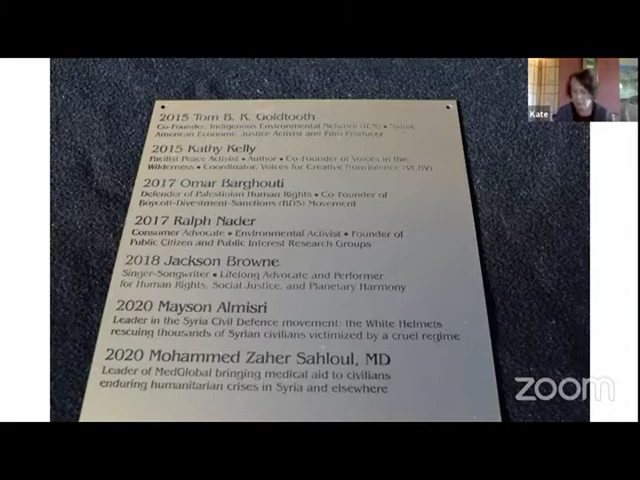 2015 Tom B. K. Goldtooth
Co-Founder: Indigenous Environmental Network (IEN) • Native
American Economic Justice Activist and Film Producer
2015 Kathy Kelly
Pacifist Peace Activist • Author • Co-Founder of Voices in the
Wilderness • Coordinator, Voices for Creative Nonviolence (VCNV)
2017 Omar Barghouti
Defender of Palestinian Human Rights • Co-Founder of
Boycott-Divestment-Sanctions (BDS) Movement
2017 Ralph Nader
Consumer Advocate • Environmental Activist • Founder of
Public Citizen and Public Interest Research Groups
2018 Jackson Browne
Singer-Songwriter • Lifelong Advocate and Performer
for Human Rights, Social Justice, and Planetary Harmony
2020 Mayson Almisri
Leader in the Syria Civil Defence movement: the White Helmets
rescuing thousands of Syrian civilians victimized by a cruel regime
2020 Mohammed Zaher Sahloul, MD
Leader of MedGlobal bringing medical aid to civilians
enduring humanitarian crises in Syria and elsewhere
Kate
zoom